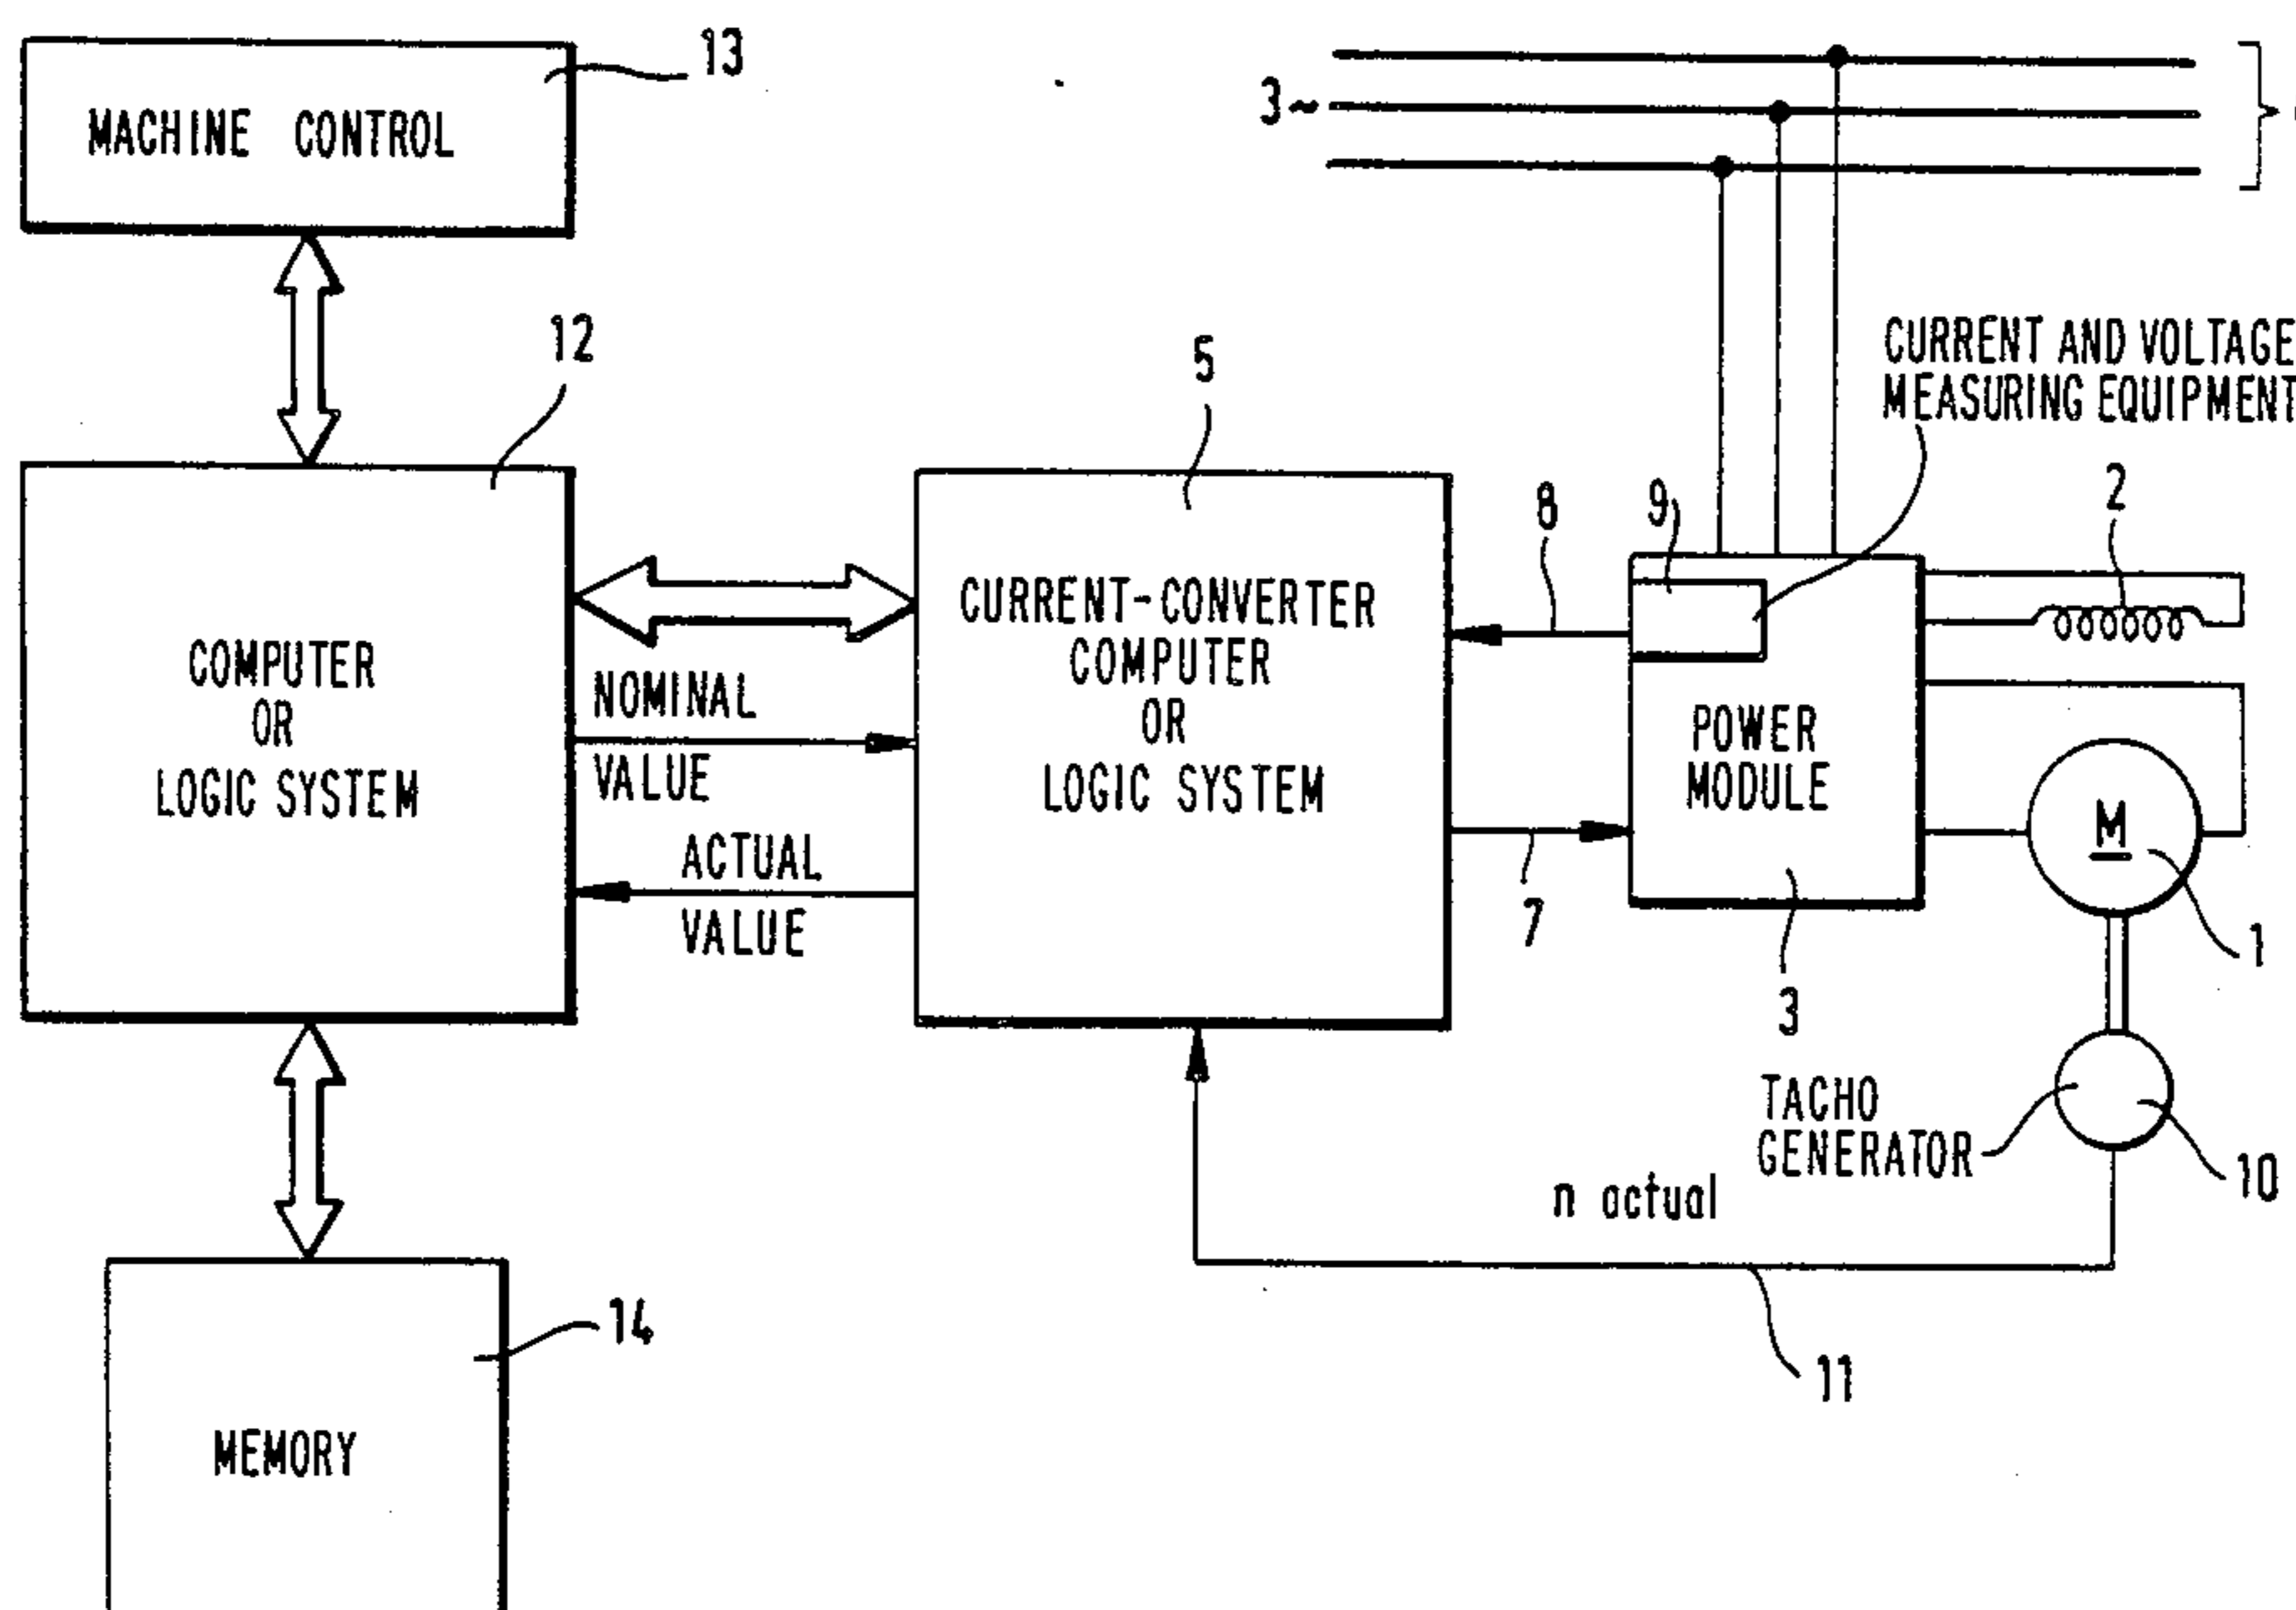 13
MACHINE CONTROL
3~
12
5
CURRENT AND VOLTAGE
MEASURING EQUIPMENT
8
9
2
COMPUTER
OR
LOGIC SYSTEM
NOMINAL
VALUE
ACTUAL
VALUE
CURRENT-CONVERTER
COMPUTER
OR
LOGIC SYSTEM
POWER
MODULE
M
7
3
1
TACHO
GENERATOR
10
n actual
11
14
MEMORY